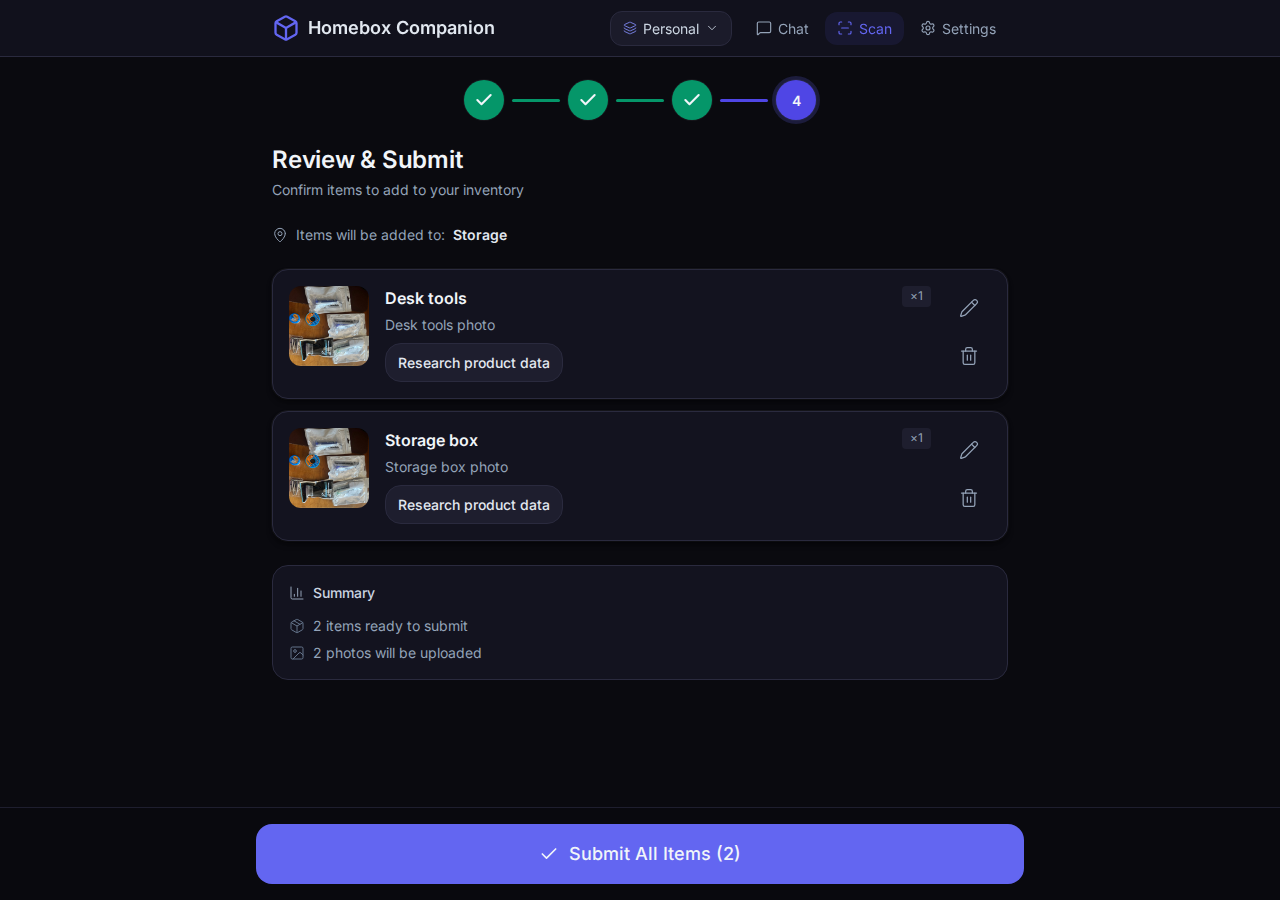 Homebox Companion
Personal
Chat
Scan
Settings
4
Review & Submit
Confirm items to add to your inventory
Items will be added to: Storage
Desk tools
×1
Desk tools photo
Research product data
Storage box
×1
Storage box photo
Research product data
Summary
2 items ready to submit
2 photos will be uploaded
Submit All Items (2)